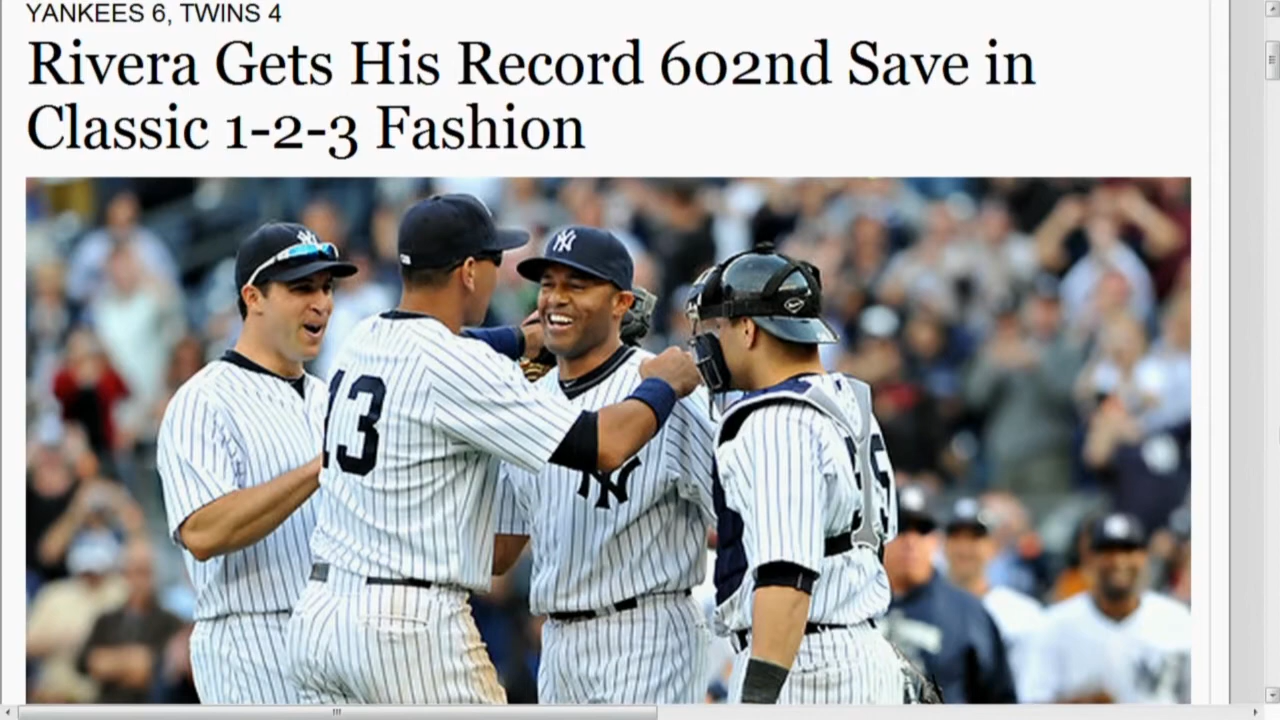 YANKEES 6, TWINS 4
Rivera Gets His Record 602nd Save in
Classic 1-2-3 Fashion
13
NY